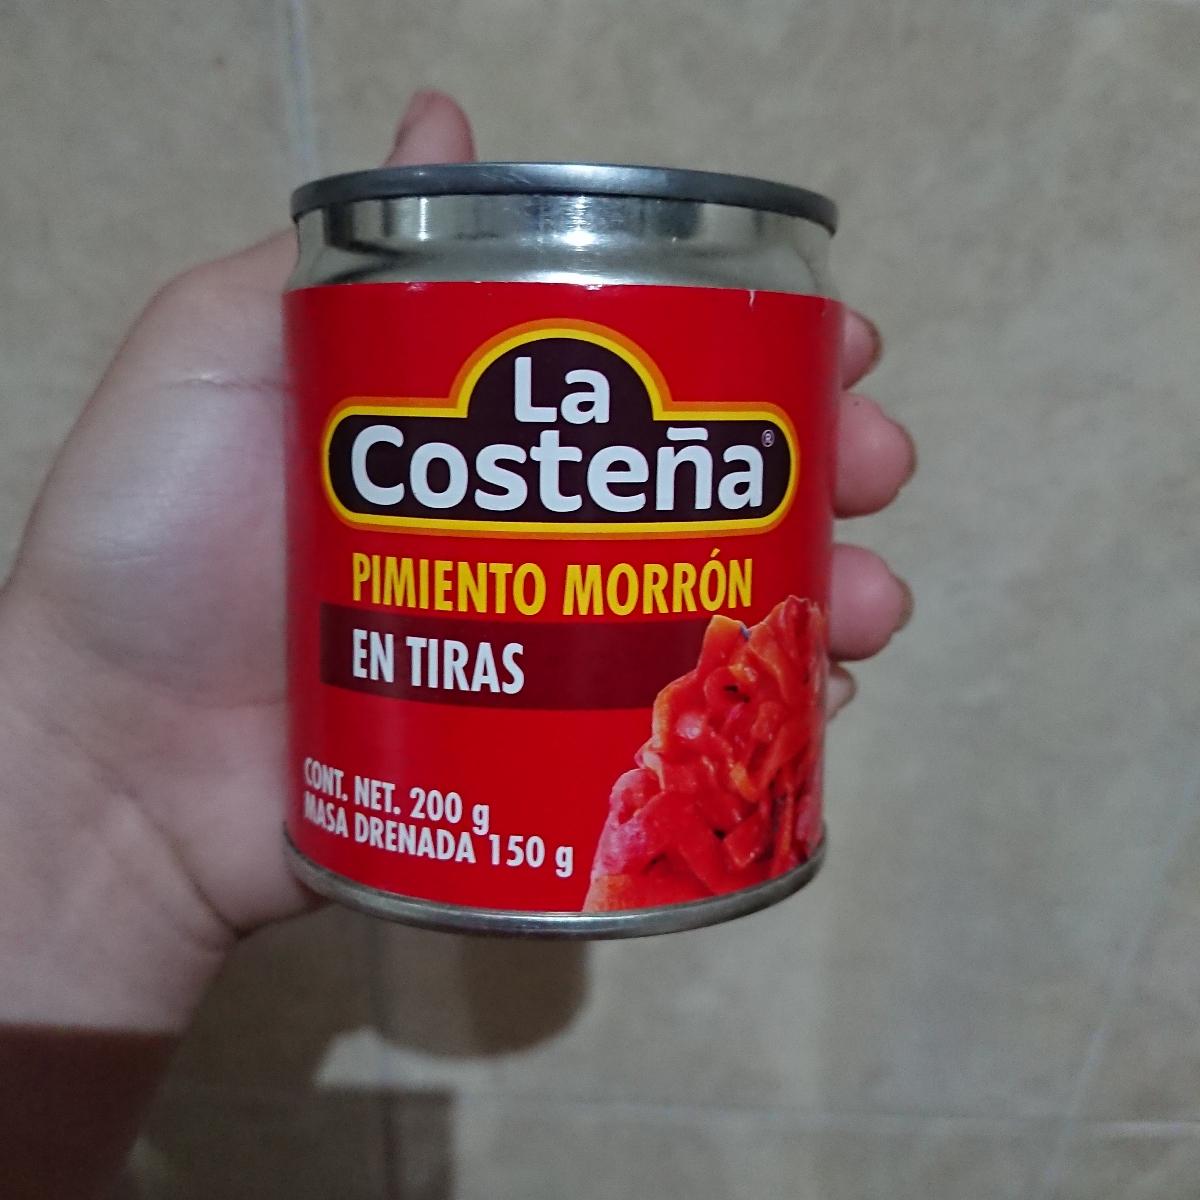 La
Costeña®
PIMIENTO MORRÓN
EN TIRAS
CONT. NET. 200 g
MASA DRENADA 150 g